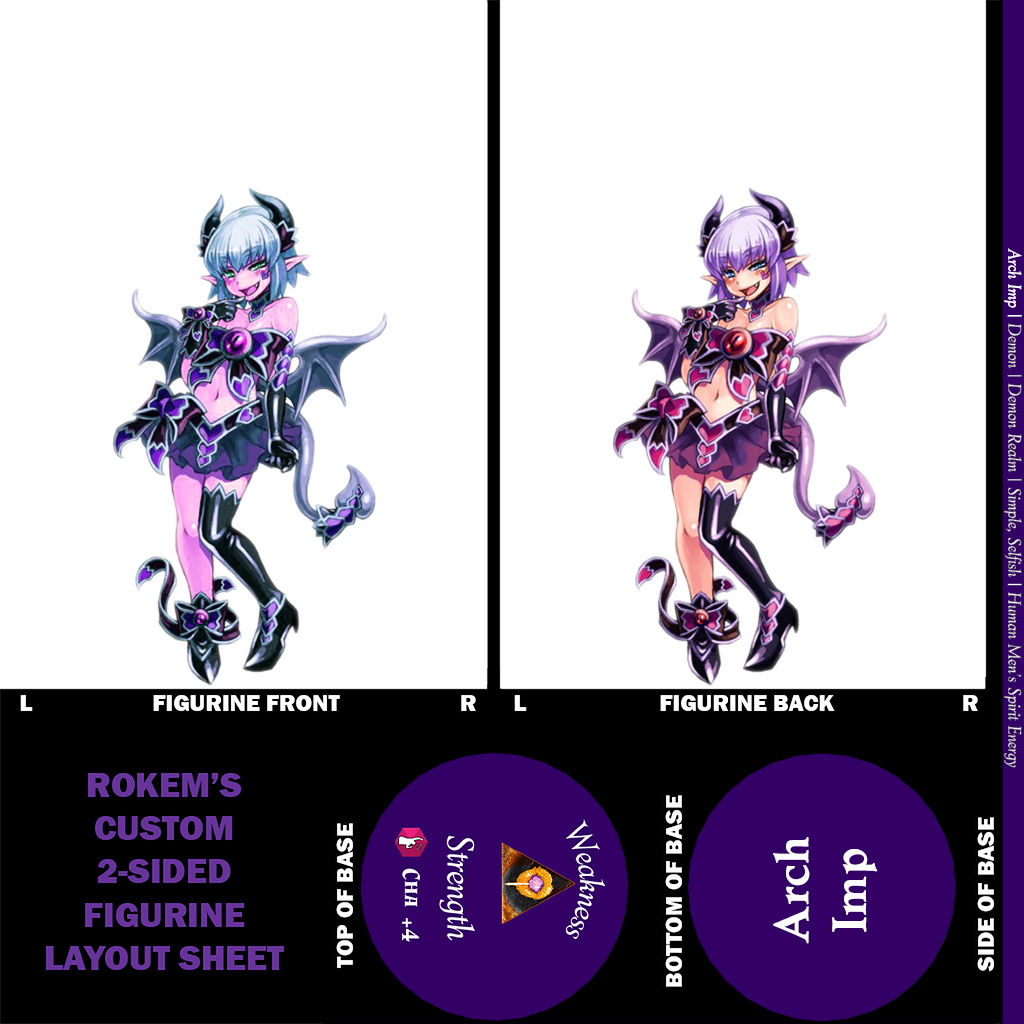 L FIGURINE FRONT R
L FIGURINE BACK R
Arch Imp | Demon | Demon Realm | Simple, Selfish | Human Men's Spirit Energy
ROKEM'S
CUSTOM
2-SIDED
FIGURINE
LAYOUT SHEET
TOP OF BASE
Weakness
Strength
CHA +4
BOTTOM OF BASE
Arch
Imp
SIDE OF BASE